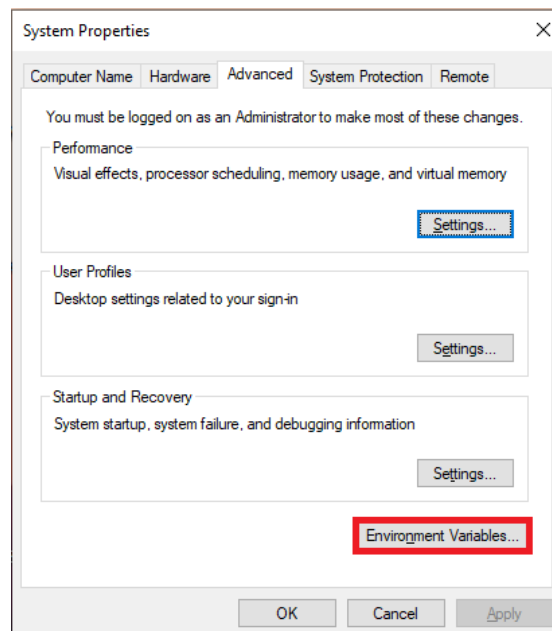 System Properties
Computer Name Hardware Advanced System Protection Remote
You must be logged on as an Administrator to make most of these changes.
Performance
Visual effects, processor scheduling, memory usage, and virtual memory
Settings...
User Profiles
Desktop settings related to your sign-in
Settings...
Startup and Recovery
System startup, system failure, and debugging information
Settings...
Environment Variables...
OK Cancel Apply